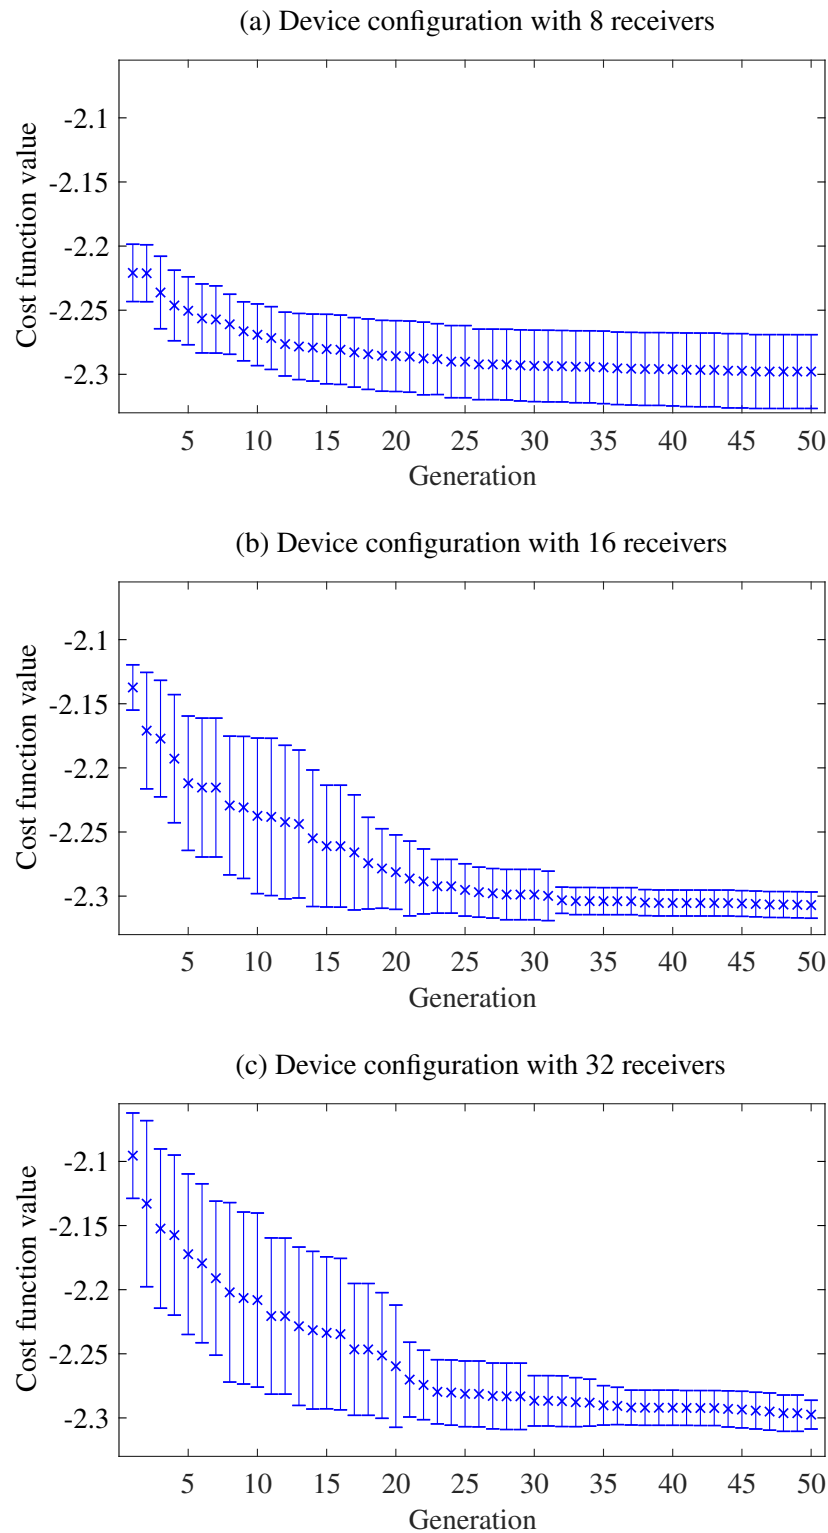 (a) Device configuration with 8 receivers
-2.1
-2.15
-2.2
-2.25
-2.3
Cost function value
5 10 15 20 25 30 35 40 45 50
Generation
(b) Device configuration with 16 receivers
-2.1
-2.15
-2.2
-2.25
-2.3
Cost function value
5 10 15 20 25 30 35 40 45 50
Generation
(c) Device configuration with 32 receivers
-2.1
-2.15
-2.2
-2.25
-2.3
Cost function value
5 10 15 20 25 30 35 40 45 50
Generation